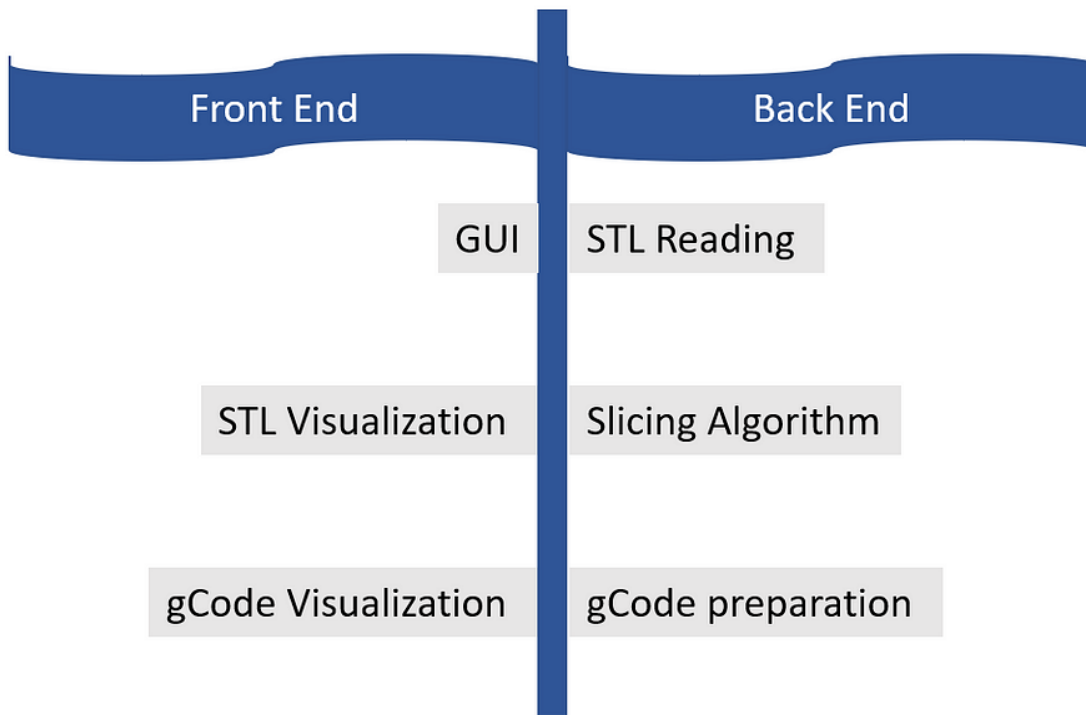 Front End
Back End
GUI
STL Reading
STL Visualization
Slicing Algorithm
gCode Visualization
gCode preparation